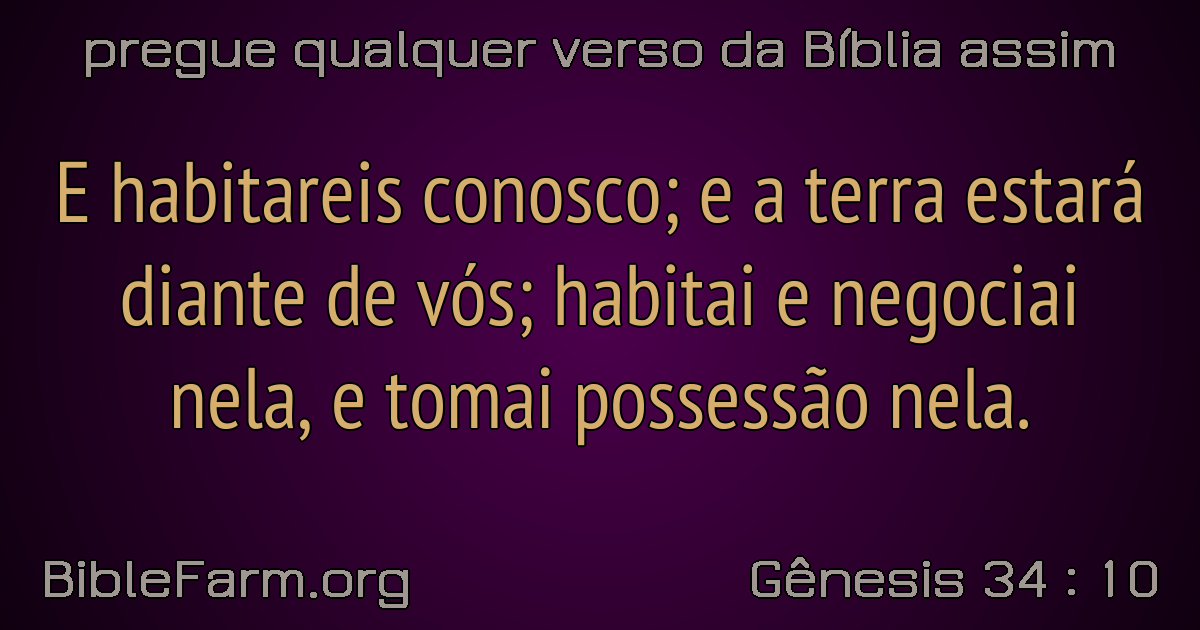 pregue qualquer verso da Bíblia assim
E habitareis conosco; e a terra estará
diante de vós; habitai e negociai
nela, e tomai possessão nela.
BibleFarm.org
Gênesis 34 : 10